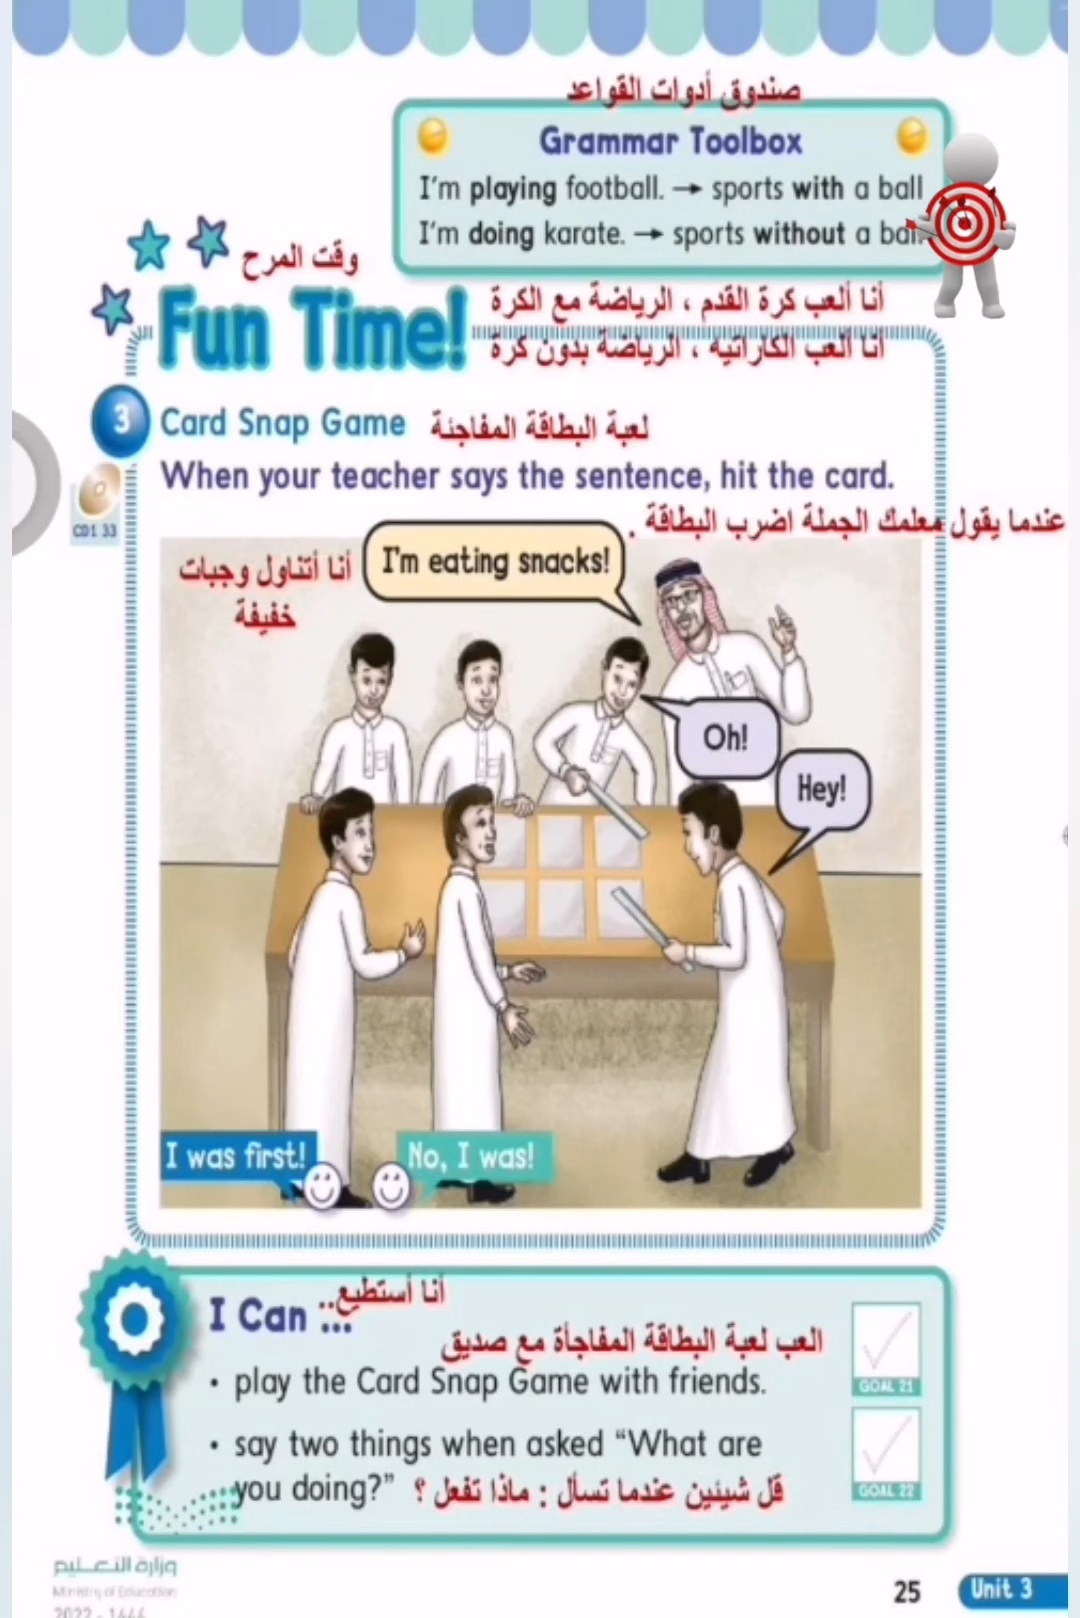 صندوق أدوات القواعد
Grammar Toolbox
I'm playing football. → sports with a ball
I'm doing karate. → sports without a ball.
وقت المرح
Fun Time!
أنا ألعب كرة القدم ، الرياضة مع الكرة
أنا ألعب الكاراتيه ، الرياضة بدون كرة
3 Card Snap Game لعبة البطاقة المفاجئة
When your teacher says the sentence, hit the card.
CD1 33
عندما يقول معلمك الجملة اضرب البطاقة .
I'm eating snacks!
أنا أتناول وجبات
خفيفة
Oh!
Hey!
I was first!
No, I was!
أنا أستطيع..
I Can ...
العب لعبة البطاقة المفاجأة مع صديق
• play the Card Snap Game with friends.
GOAL 21
• say two things when asked “What are
you doing?” قل شيئين عندما تسأل : ماذا تفعل ؟
GOAL 22
وزارة التعليم
Ministry of Education
2022 - 1444
25
Unit 3